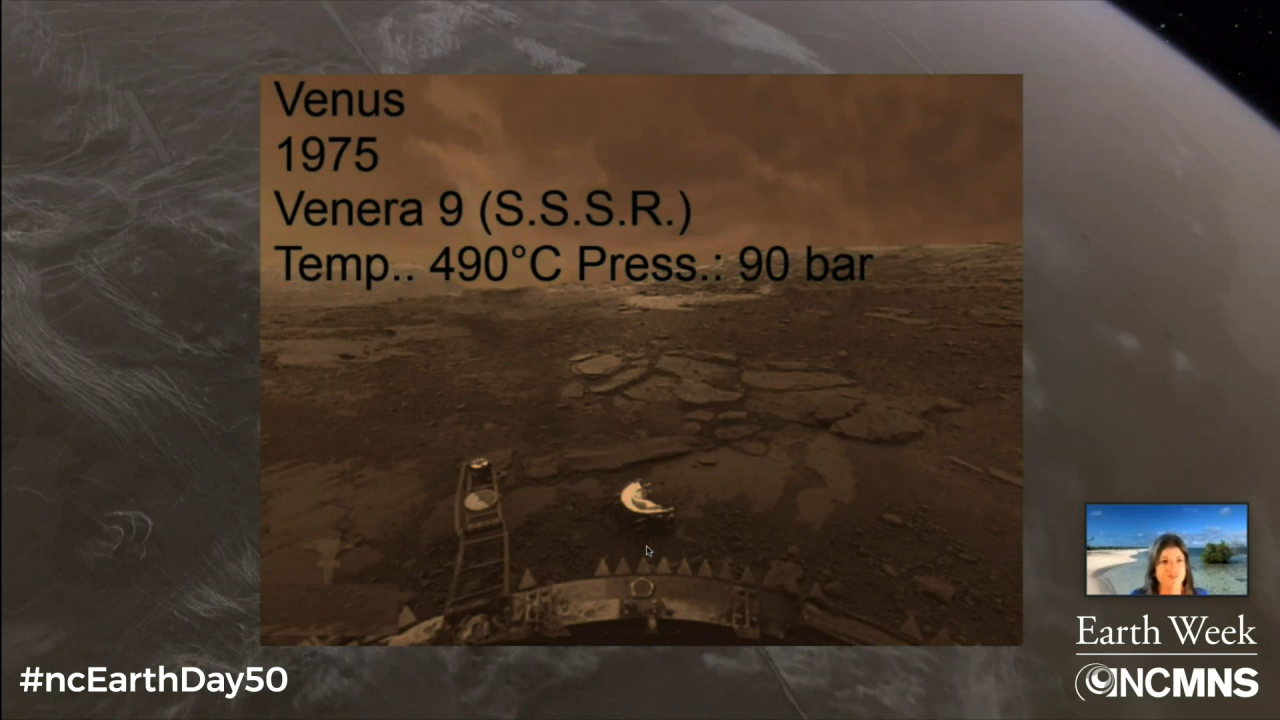 Venus
1975
Venera 9 (S.S.S.R.)
Temp.. 490°C Press.: 90 bar
Earth Week
NCMNS
#ncEarthDay50